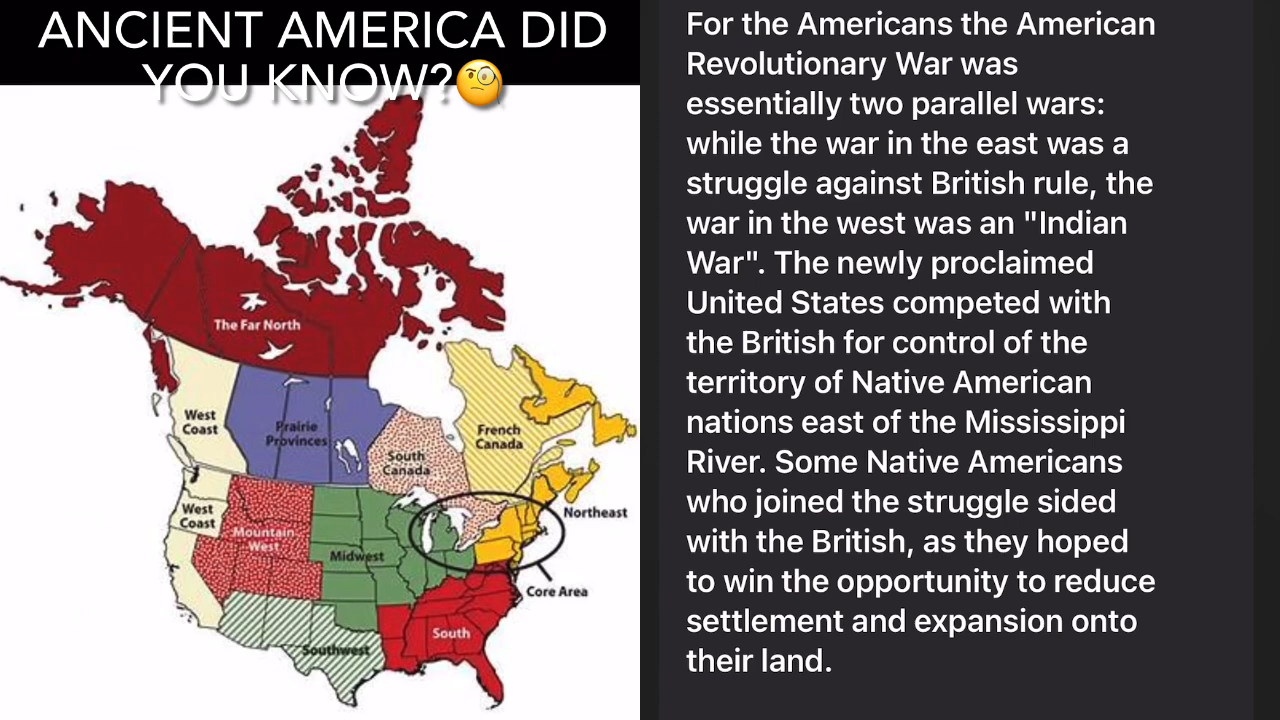 ANCIENT AMERICA DID
YOU KNOW?🧐
The Far North
West
Coast
Prairie
Provinces
South
Canada
French
Canada
West
Coast
Mountain
West
Midwest
Northeast
Core Area
South
Southwest
For the Americans the American
Revolutionary War was
essentially two parallel wars:
while the war in the east was a
struggle against British rule, the
war in the west was an "Indian
War". The newly proclaimed
United States competed with
the British for control of the
territory of Native American
nations east of the Mississippi
River. Some Native Americans
who joined the struggle sided
with the British, as they hoped
to win the opportunity to reduce
settlement and expansion onto
their land.